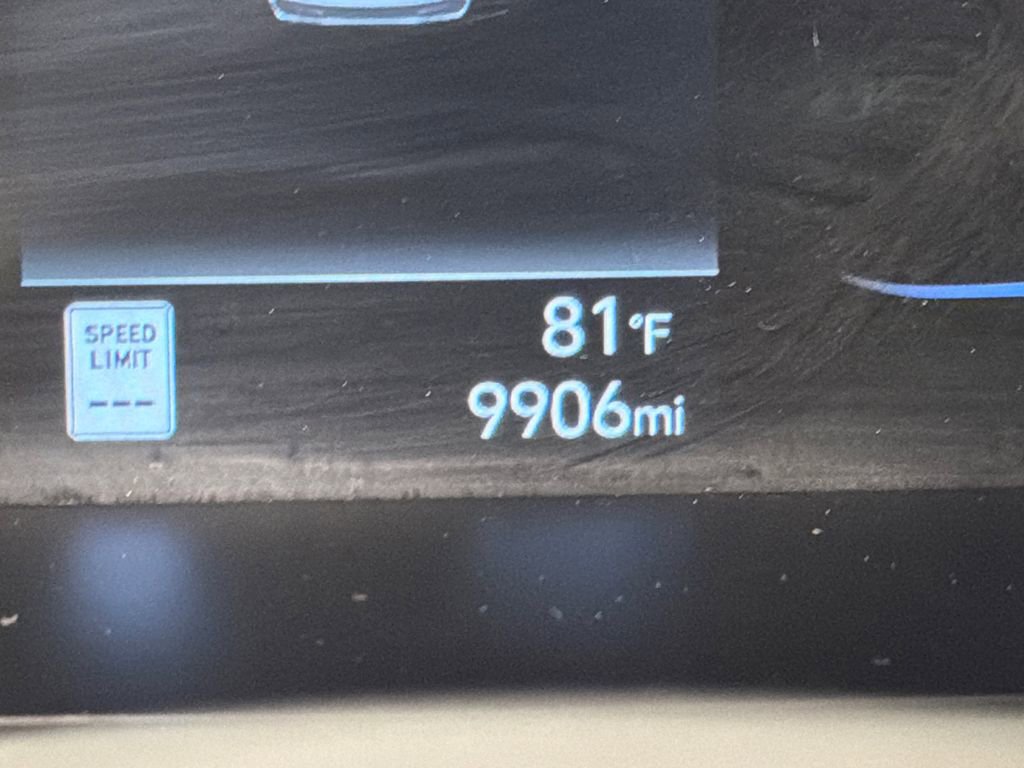 SPEED
LIMIT
---
81°F
9906mi